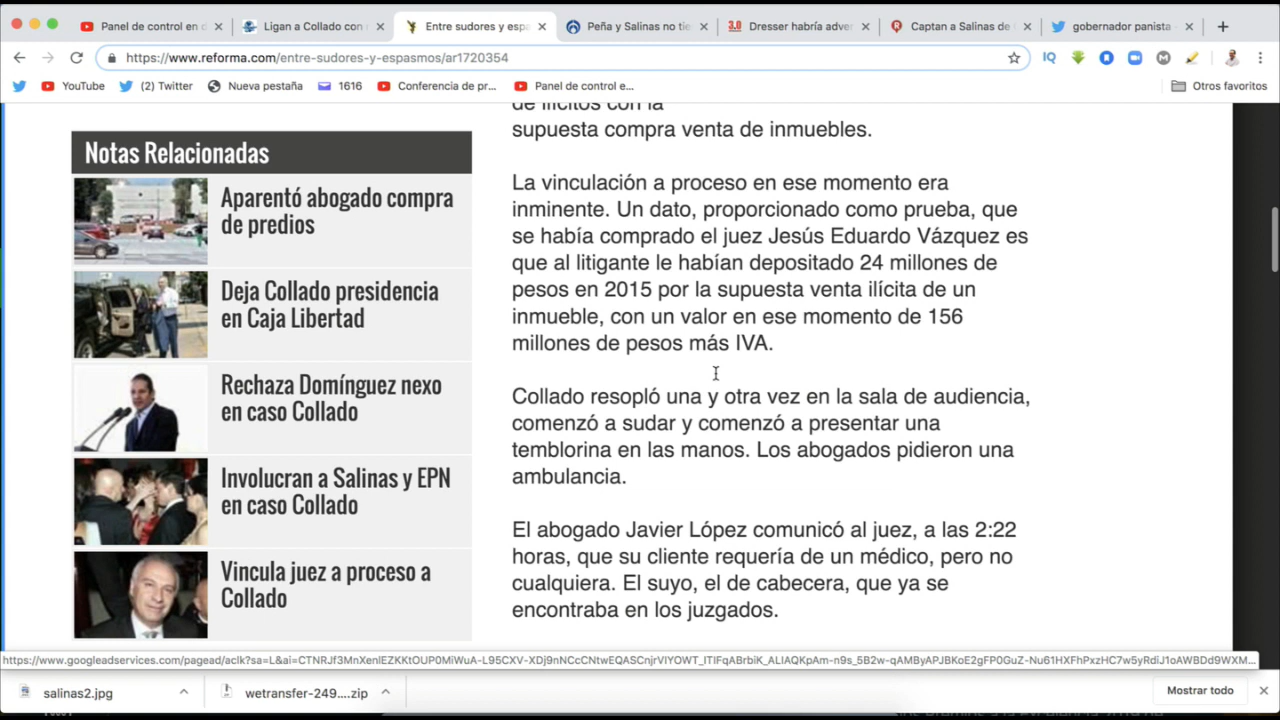 Panel de control en d
Ligan a Collado con
Entre sudores y espa
Peña y Salinas no tie
Dresser habría adver
Captan a Salinas de
gobernador panista -
https://www.reforma.com/entre-sudores-y-espasmos/ar1720354
YouTube
(2) Twitter
Nueva pestaña
1616
Conferencia de pr...
Panel de control e...
Otros favoritos
Notas Relacionadas
Aparentó abogado compra
de predios
Deja Collado presidencia
en Caja Libertad
Rechaza Domínguez nexo
en caso Collado
Involucran a Salinas y EPN
en caso Collado
Vincula juez a proceso a
Collado
de ilícitos con la
supuesta compra venta de inmuebles.
La vinculación a proceso en ese momento era
inminente. Un dato, proporcionado como prueba, que
se había comprado el juez Jesús Eduardo Vázquez es
que al litigante le habían depositado 24 millones de
pesos en 2015 por la supuesta venta ilícita de un
inmueble, con un valor en ese momento de 156
millones de pesos más IVA.
Collado resopló una y otra vez en la sala de audiencia,
comenzó a sudar y comenzó a presentar una
temblorina en las manos. Los abogados pidieron una
ambulancia.
El abogado Javier López comunicó al juez, a las 2:22
horas, que su cliente requería de un médico, pero no
cualquiera. El suyo, el de cabecera, que ya se
encontraba en los juzgados.
salinas2.jpg
wetransfer-249....zip
Mostrar todo